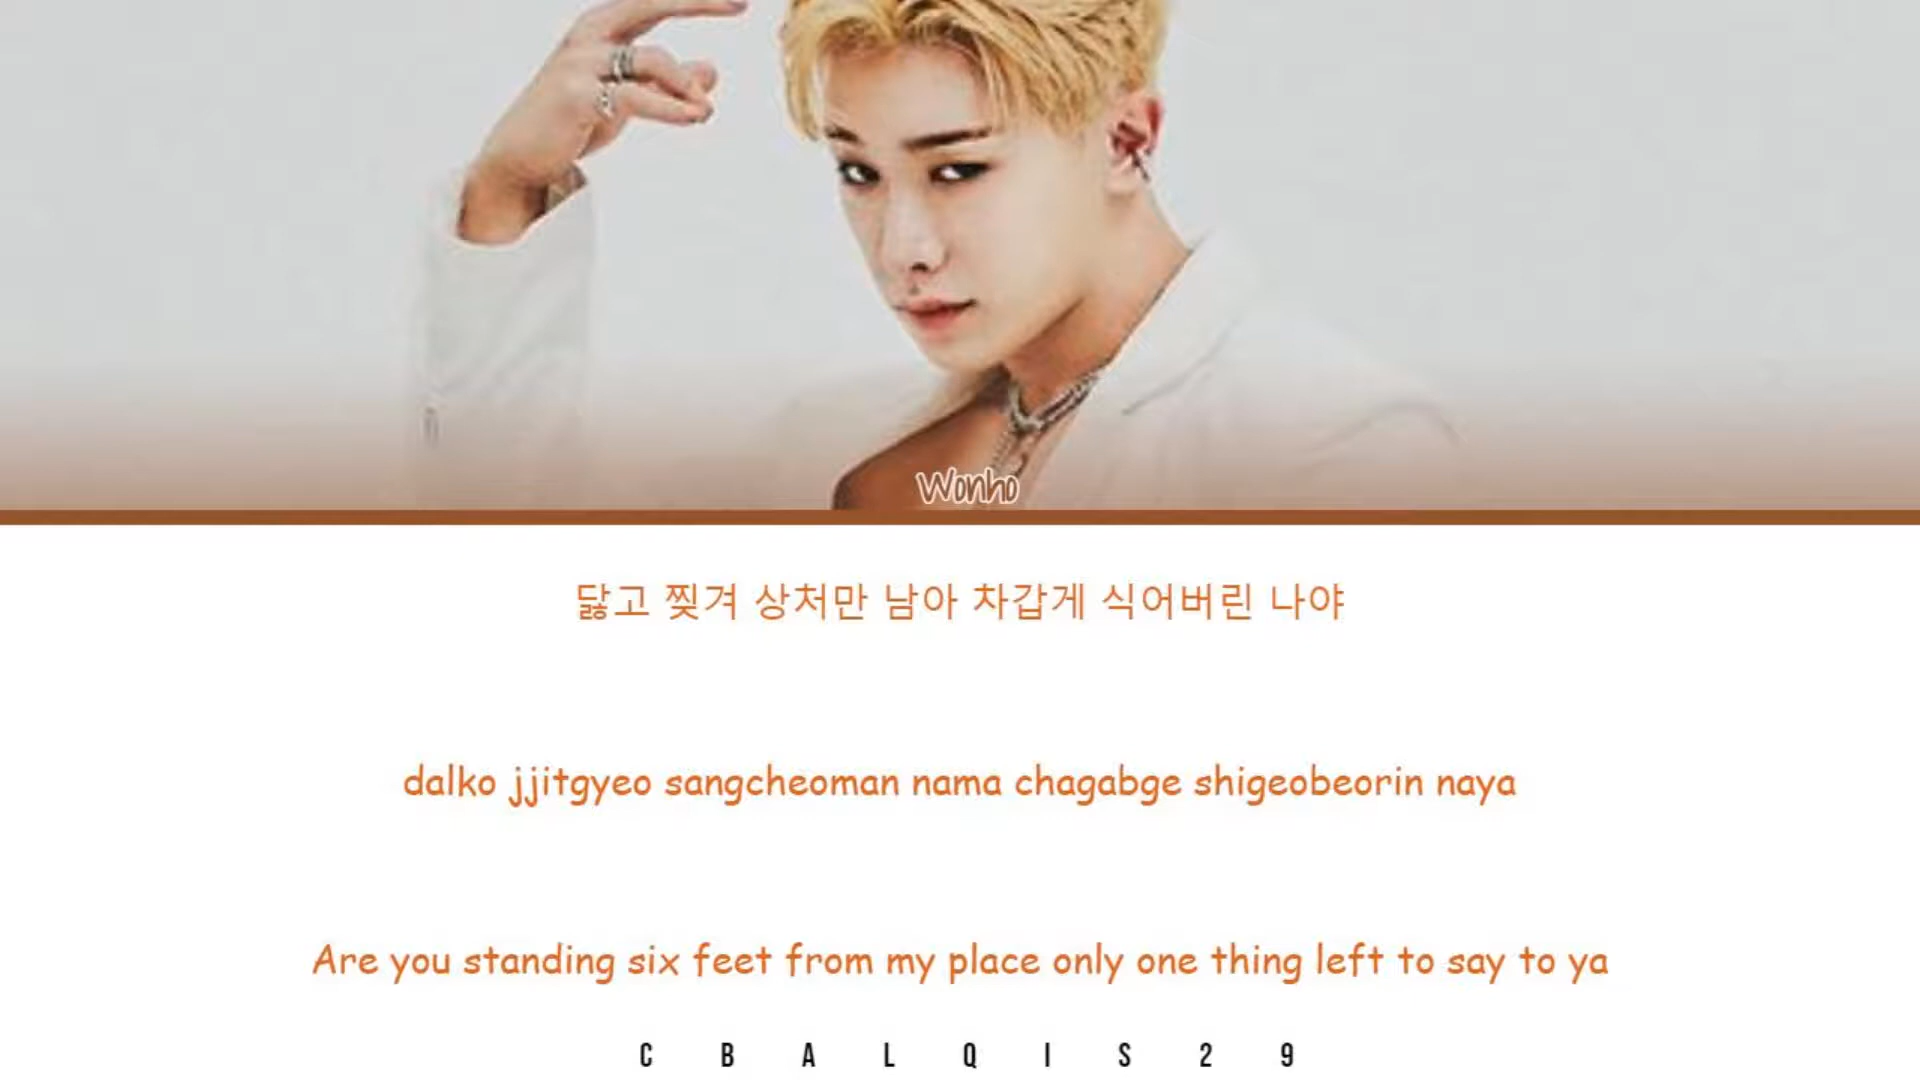 Wonho
닳고 찢겨 상처만 남아 차갑게 식어버린 나야
dalko jjitgyeo sangcheoman nama chagabge shigeobeorin naya
Are you standing six feet from my place only one thing left to say to ya
C B A L Q I S 2 9